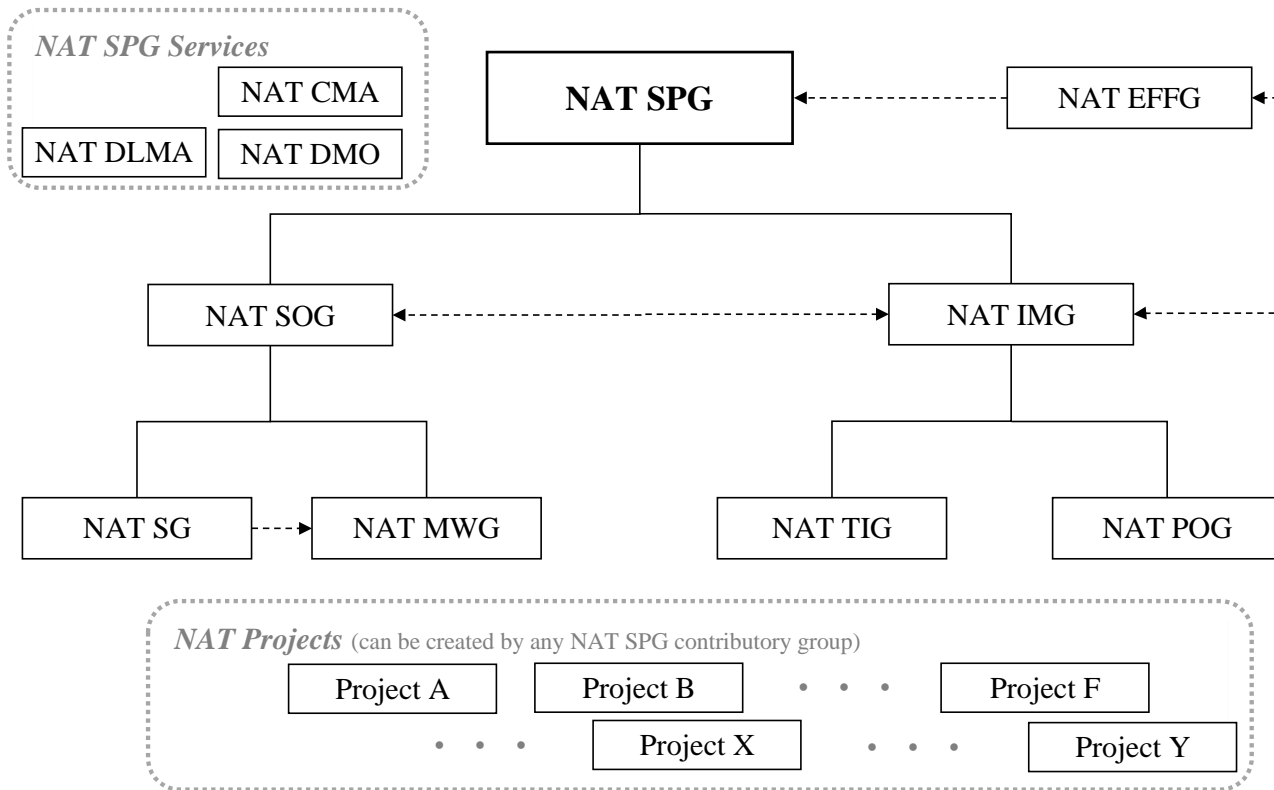 NAT SPG Services
NAT CMA
NAT DLMA
NAT DMO
NAT SPG
NAT EFFG
NAT SOG
NAT IMG
NAT SG
NAT MWG
NAT TIG
NAT POG
NAT Projects (can be created by any NAT SPG contributory group)
Project A
Project B
Project F
Project X
Project Y